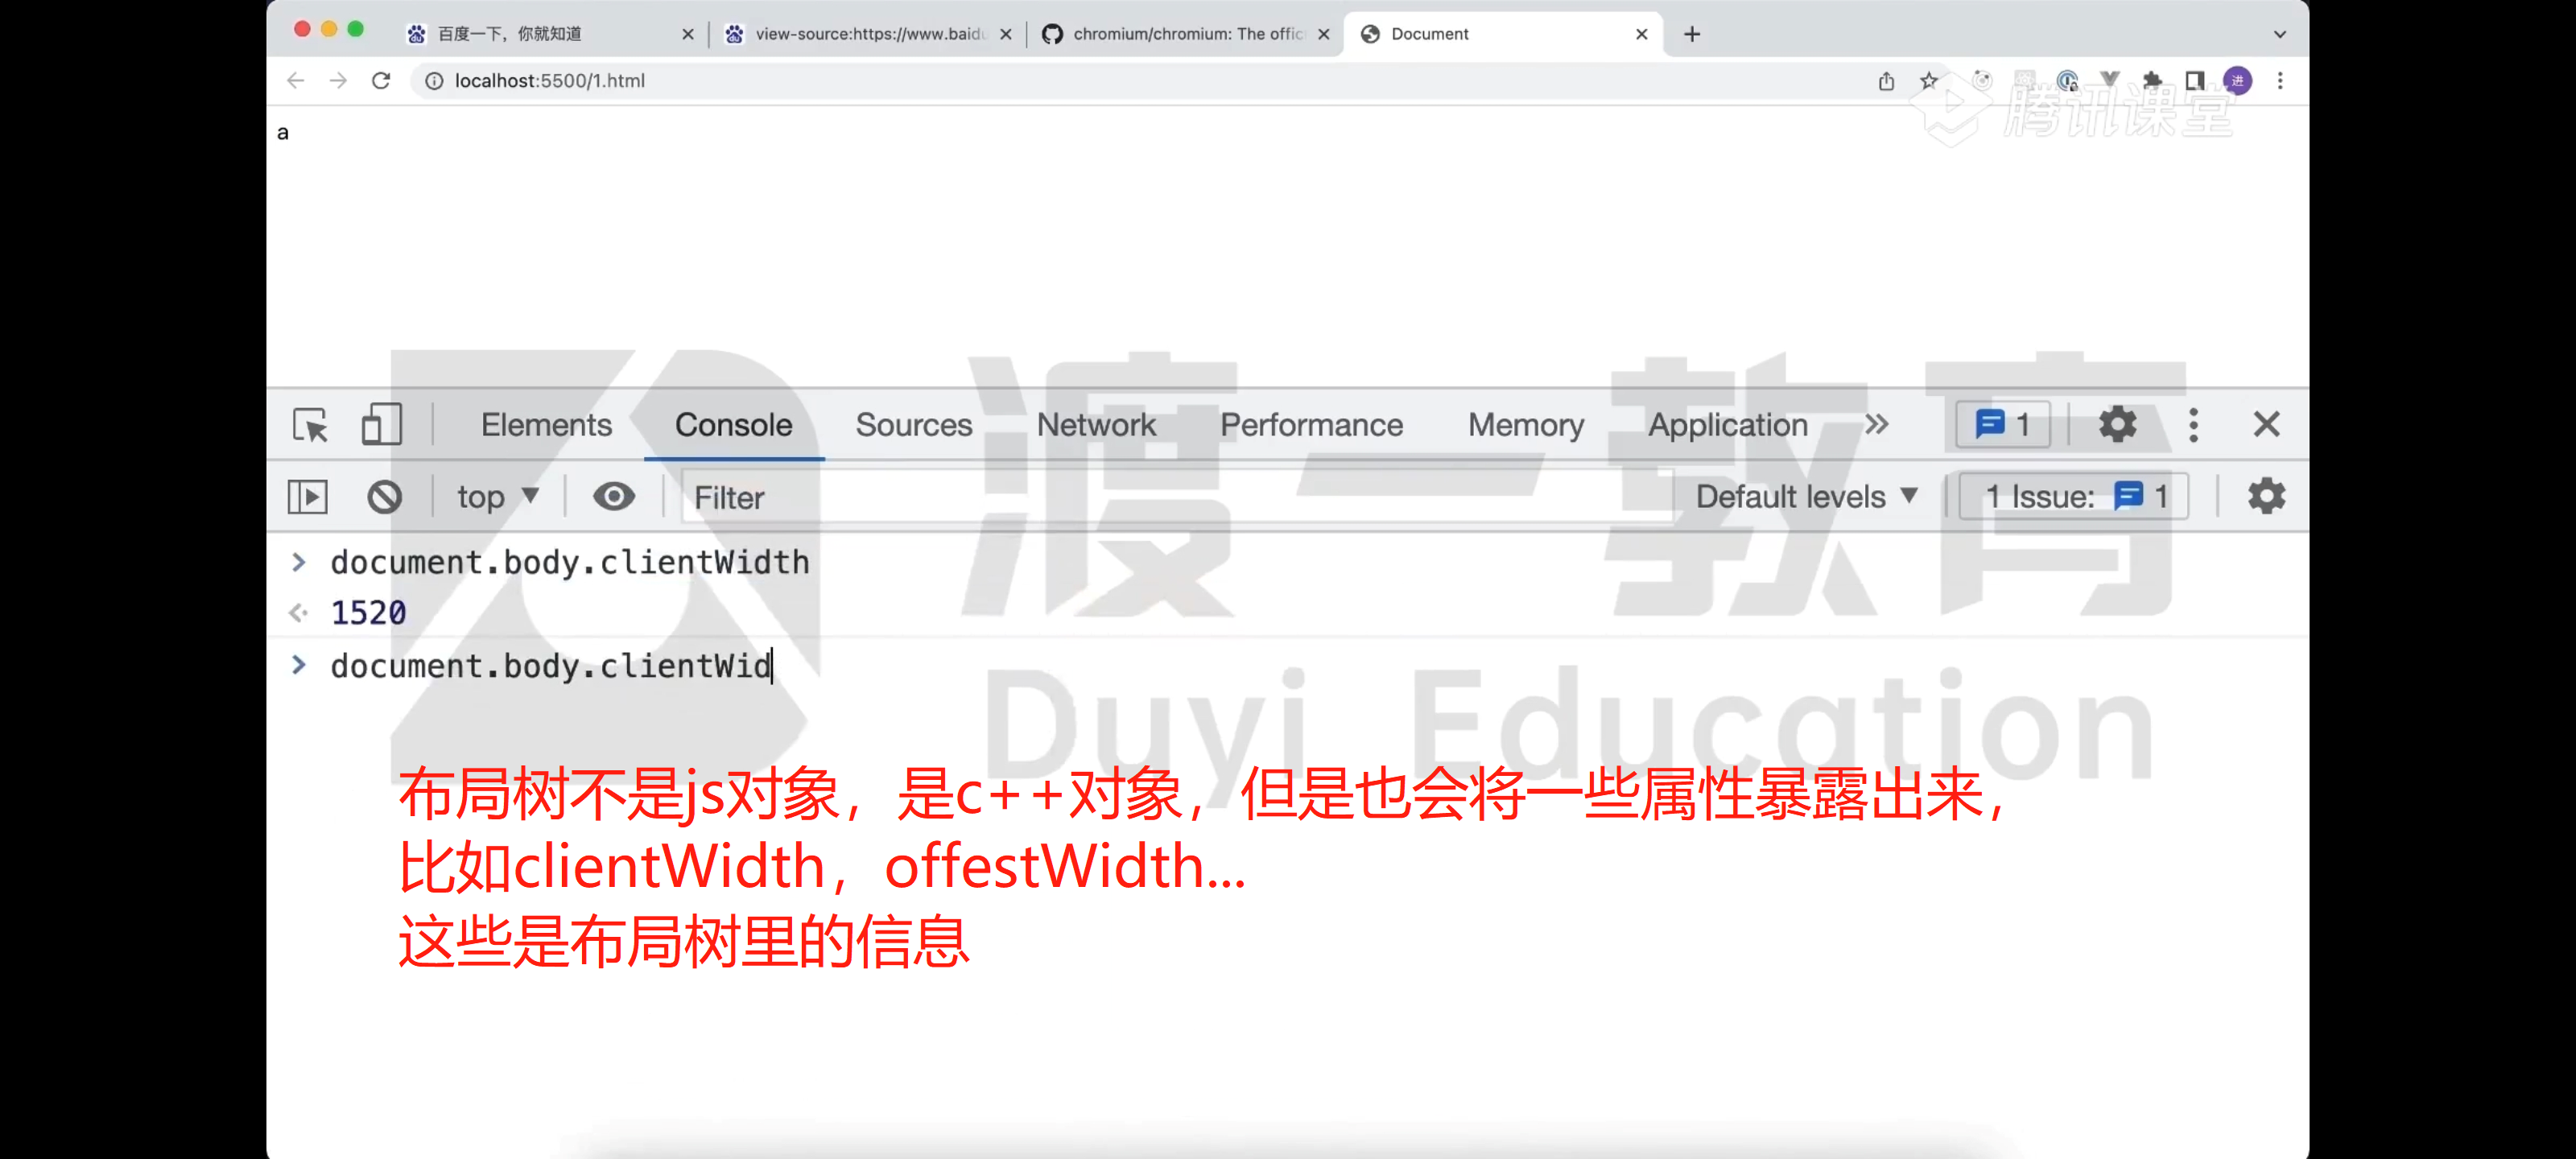 百度一下，你就知道
view-source:https://www.baidu
chromium/chromium: The offic
Document
localhost:5500/1.html
进
腾讯课堂
a
渡一教育
Duyi Education
Elements Console Sources Network Performance Memory Application 1
top Filter Default levels 1 Issue: 1
document.body.clientWidth
1520
document.body.clientWid
布局树不是js对象，是c++对象，但是也会将一些属性暴露出来，
比如clientWidth，offestWidth...
这些是布局树里的信息